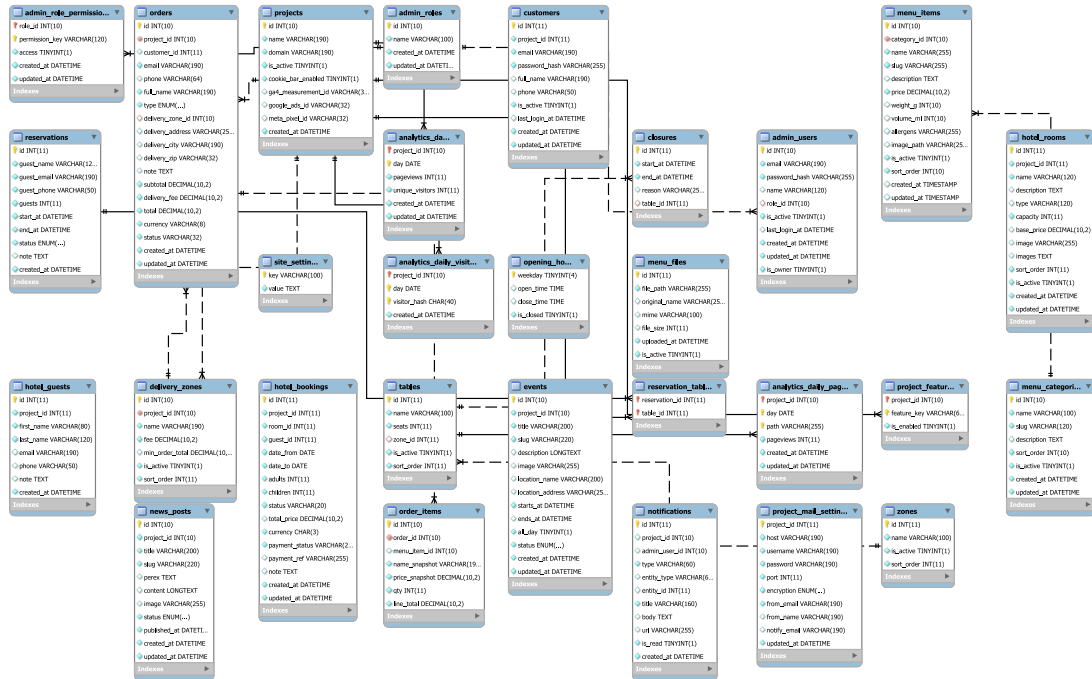 admin_role_permissio...
role_id INT(10)
permission_key VARCHAR(120)
access TINYINT(1)
created_at DATETIME
updated_at DATETIME
Indexes
orders
id INT(10)
project_id INT(10)
customer_id INT(11)
email VARCHAR(190)
phone VARCHAR(64)
full_name VARCHAR(190)
type ENUM(...)
delivery_zone_id INT(10)
delivery_address VARCHAR(25...
delivery_city VARCHAR(190)
delivery_zip VARCHAR(32)
note TEXT
subtotal DECIMAL(10,2)
delivery_fee DECIMAL(10,2)
total DECIMAL(10,2)
currency VARCHAR(8)
status VARCHAR(32)
created_at DATETIME
updated_at DATETIME
Indexes
projects
id INT(10)
name VARCHAR(190)
domain VARCHAR(190)
is_active TINYINT(1)
cookie_bar_enabled TINYINT(1)
ga4_measurement_id VARCHAR(3...
google_ads_id VARCHAR(32)
meta_pixel_id VARCHAR(32)
created_at DATETIME
Indexes
admin_roles
id INT(10)
name VARCHAR(100)
created_at DATETIME
updated_at DATETI...
Indexes
customers
id INT(11)
project_id INT(11)
email VARCHAR(190)
password_hash VARCHAR(255)
full_name VARCHAR(190)
phone VARCHAR(50)
is_active TINYINT(1)
last_login_at DATETIME
created_at DATETIME
updated_at DATETIME
Indexes
menu_items
id INT(10)
category_id INT(10)
name VARCHAR(255)
slug VARCHAR(255)
description TEXT
price DECIMAL(10,2)
weight_g INT(10)
volume_ml INT(10)
allergens VARCHAR(255)
image_path VARCHAR(25...
is_active TINYINT(1)
sort_order INT(10)
created_at TIMESTAMP
updated_at TIMESTAMP
Indexes
reservations
id INT(11)
guest_name VARCHAR(12...
guest_email VARCHAR(190)
guest_phone VARCHAR(50)
guests INT(11)
start_at DATETIME
end_at DATETIME
status ENUM(...)
note TEXT
created_at DATETIME
Indexes
analytics_da...
project_id INT(10)
day DATE
pageviews INT(11)
unique_visitors INT(11)
created_at DATETIME
updated_at DATETIME
Indexes
closures
id INT(11)
start_at DATETIME
end_at DATETIME
reason VARCHAR(25...
table_id INT(11)
Indexes
admin_users
id INT(10)
email VARCHAR(190)
password_hash VARCHAR(255)
name VARCHAR(120)
role_id INT(10)
is_active TINYINT(1)
last_login_at DATETIME
created_at DATETIME
updated_at DATETIME
is_owner TINYINT(1)
Indexes
hotel_rooms
id INT(11)
project_id INT(11)
name VARCHAR(120)
description TEXT
type VARCHAR(120)
capacity INT(11)
base_price DECIMAL(10,2)
image VARCHAR(255)
images TEXT
sort_order INT(11)
is_active TINYINT(1)
created_at DATETIME
updated_at DATETIME
Indexes
site_settin...
key VARCHAR(100)
value TEXT
Indexes
analytics_daily_visit...
project_id INT(10)
day DATE
visitor_hash CHAR(40)
created_at DATETIME
Indexes
opening_ho...
weekday TINYINT(4)
open_time TIME
close_time TIME
is_closed TINYINT(1)
Indexes
menu_files
id INT(11)
file_path VARCHAR(255)
original_name VARCHAR(25...
mime VARCHAR(100)
file_size INT(11)
uploaded_at DATETIME
is_active TINYINT(1)
Indexes
hotel_guests
id INT(11)
project_id INT(11)
first_name VARCHAR(80)
last_name VARCHAR(120)
email VARCHAR(190)
phone VARCHAR(50)
note TEXT
created_at DATETIME
Indexes
delivery_zones
id INT(10)
project_id INT(10)
name VARCHAR(190)
fee DECIMAL(10,2)
min_order_total DECIMAL(10,...
is_active TINYINT(1)
sort_order INT(11)
Indexes
hotel_bookings
id INT(11)
project_id INT(11)
room_id INT(11)
guest_id INT(11)
date_from DATE
date_to DATE
adults INT(11)
children INT(11)
status VARCHAR(20)
total_price DECIMAL(10,2)
currency CHAR(3)
payment_status VARCHAR(2...
payment_ref VARCHAR(255)
note TEXT
created_at DATETIME
updated_at DATETIME
Indexes
tables
id INT(11)
name VARCHAR(100)
seats INT(11)
zone_id INT(11)
is_active TINYINT(1)
sort_order INT(11)
Indexes
events
id INT(10)
project_id INT(10)
title VARCHAR(200)
slug VARCHAR(220)
description LONGTEXT
image VARCHAR(255)
location_name VARCHAR(200)
location_address VARCHAR(25...
starts_at DATETIME
ends_at DATETIME
all_day TINYINT(1)
status ENUM(...)
created_at DATETIME
updated_at DATETIME
Indexes
reservation_tabl...
reservation_id INT(11)
table_id INT(11)
Indexes
analytics_daily_pag...
project_id INT(10)
day DATE
path VARCHAR(255)
pageviews INT(11)
created_at DATETIME
updated_at DATETIME
Indexes
project_featur...
project_id INT(10)
feature_key VARCHAR(6...
is_enabled TINYINT(1)
Indexes
menu_categori...
id INT(10)
name VARCHAR(100)
slug VARCHAR(120)
description TEXT
sort_order INT(10)
is_active TINYINT(1)
created_at DATETIME
updated_at DATETIME
Indexes
news_posts
id INT(10)
project_id INT(10)
title VARCHAR(200)
slug VARCHAR(220)
perex TEXT
content LONGTEXT
image VARCHAR(255)
status ENUM(...)
published_at DATETI...
created_at DATETIME
updated_at DATETIME
Indexes
order_items
id INT(10)
order_id INT(10)
menu_item_id INT(10)
name_snapshot VARCHAR(19...
price_snapshot DECIMAL(10,2)
qty INT(11)
line_total DECIMAL(10,2)
Indexes
notifications
id INT(11)
project_id INT(10)
admin_user_id INT(10)
type VARCHAR(60)
entity_type VARCHAR(6...
entity_id INT(11)
title VARCHAR(160)
body TEXT
url VARCHAR(255)
is_read TINYINT(1)
created_at DATETIME
Indexes
project_mail_settin...
id INT(11)
host VARCHAR(190)
username VARCHAR(190)
password VARCHAR(190)
port INT(11)
encryption ENUM(...)
from_email VARCHAR(190)
from_name VARCHAR(190)
notify_email VARCHAR(190)
updated_at DATETIME
Indexes
zones
id INT(11)
name VARCHAR(100)
is_active TINYINT(1)
sort_order INT(11)
Indexes